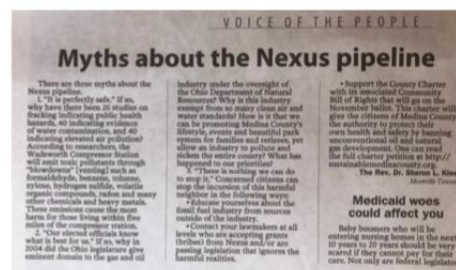 VOICE OF THE PEOPLE
Myths about the Nexus pipeline
There are three myths about the
Nexus pipeline.
1. "It is perfectly safe." If so,
why have there been 26 studies on
fracking indicating public health
hazards, 40 indicating evidence
of water contamination, and 40
indicating elevated air pollution?
According to researchers, the
Wadsworth Compressor Station
will emit toxic pollutants through
"blowdown" [venting] such as
formaldehyde, benzene, toluene,
xylene, hydrogen sulfide, volatile
organic compounds, radon and many
other chemicals and heavy metals.
These emissions cause the most
harm for those living within five
miles of the compressor station.
2. "Our elected officials know
what is best for us." If so, why in
2004 did the Ohio legislature give
eminent domain to the gas and oil
industry under the oversight of
the Ohio Department of Natural
Resources? Why is this industry
exempt from so many clean air and
water standards? How is it that we
can be promoting Medina County's
lifestyle, events and beautiful park
system for families and retirees, yet
allow an industry to pollute and
sicken the entire county? What has
happened to our priorities?
3. "There is nothing we can do
to stop it." Concerned citizens can
stop the incursion of this harmful
neighbor in the following ways:
• Educate yourselves about the
fossil fuel industry from sources
outside of the industry.
• Contact your lawmakers at all
levels who are accepting grants
(bribes) from Nexus and/or are
passing legislation that ignores the
harmful realities.
• Support the County Charter
with its associated Community
Bill of Rights that will go on the
November ballot. This charter will
give the citizens of Medina County
the authority to protect their
own health and safety by banning
unconventional oil and natural
gas development. One can read
the full charter petition at http://
sustainablemedinacounty.org.
The Rev. Dr. Sharon L.
Medicaid woes
could affect you
Baby boomers who will be
entering nursing homes in the next
10 years to 20 years should be very
scared if they cannot pay for their
care. Not only are federal